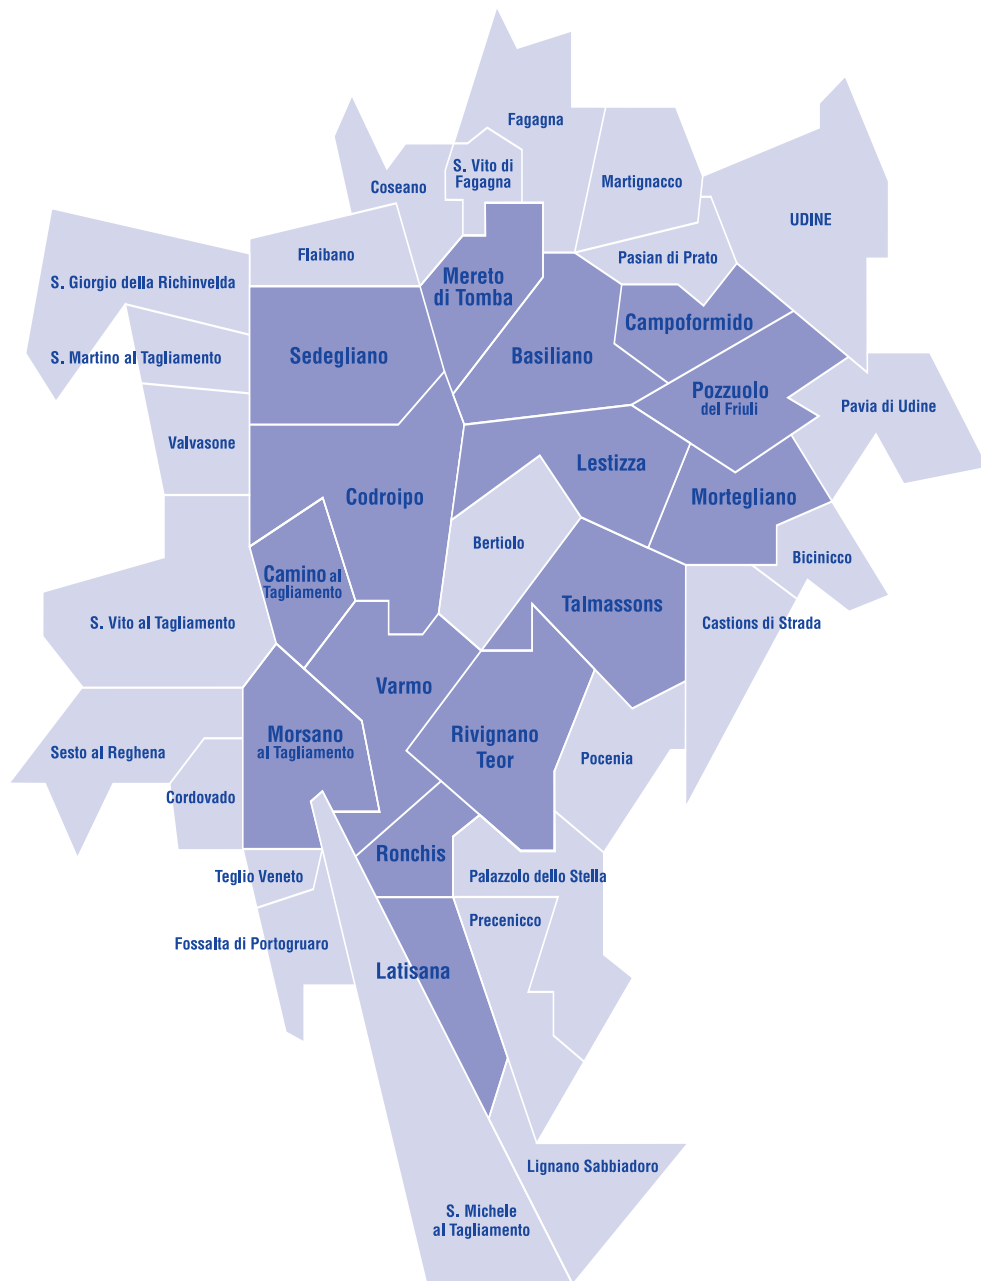 Fagagna
S. Vito di
Fagagna
Coseano
Martignacco
UDINE
Flaibano
Pasian di Prato
S. Giorgio della Richinvelda
Mereto
di Tomba
Campoformido
Sedegliano
Basiliano
S. Martino al Tagliamento
Pozzuolo
del Friuli
Pavia di Udine
Valvasone
Lestizza
Codroipo
Mortegliano
Bertiolo
Bicinicco
Camino al
Tagliamento
Talmassons
S. Vito al Tagliamento
Castions di Strada
Varmo
Morsano
al Tagliamento
Rivignano
Teor
Sesto al Reghena
Pocenia
Cordovado
Ronchis
Teglio Veneto
Palazzolo dello Stella
Precenicco
Fossalta di Portogruaro
Latisana
Lignano Sabbiadoro
S. Michele
al Tagliamento